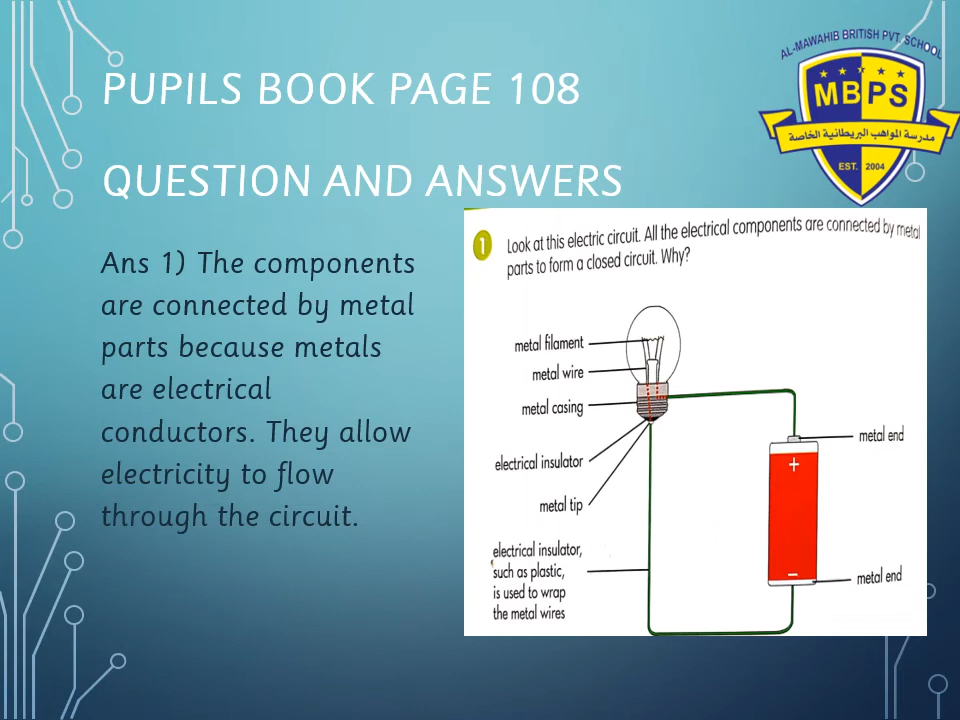 PUPILS BOOK PAGE 108
QUESTION AND ANSWERS
AL-MAWAHIB BRITISH PVT. SCHOOL
MBPS
مدرسة المواهب البريطانية الخاصة
EST. 2004
Ans 1) The components
are connected by metal
parts because metals
are electrical
conductors. They allow
electricity to flow
through the circuit.
1 Look at this electric circuit. All the electrical components are connected by metal
parts to form a closed circuit. Why?
metal filament
metal wire
metal casing
electrical insulator
metal tip
electrical insulator,
such as plastic,
is used to wrap
the metal wires
metal end
+
−
metal end